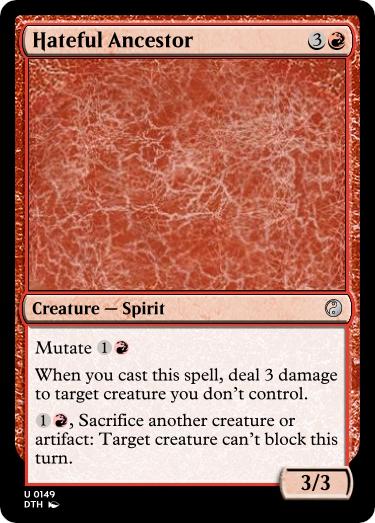 Hateful Ancestor 3
Creature — Spirit
Mutate 1
When you cast this spell, deal 3 damage
to target creature you don't control.
1 , Sacrifice another creature or
artifact: Target creature can't block this
turn.
3/3
U 0149
DTH